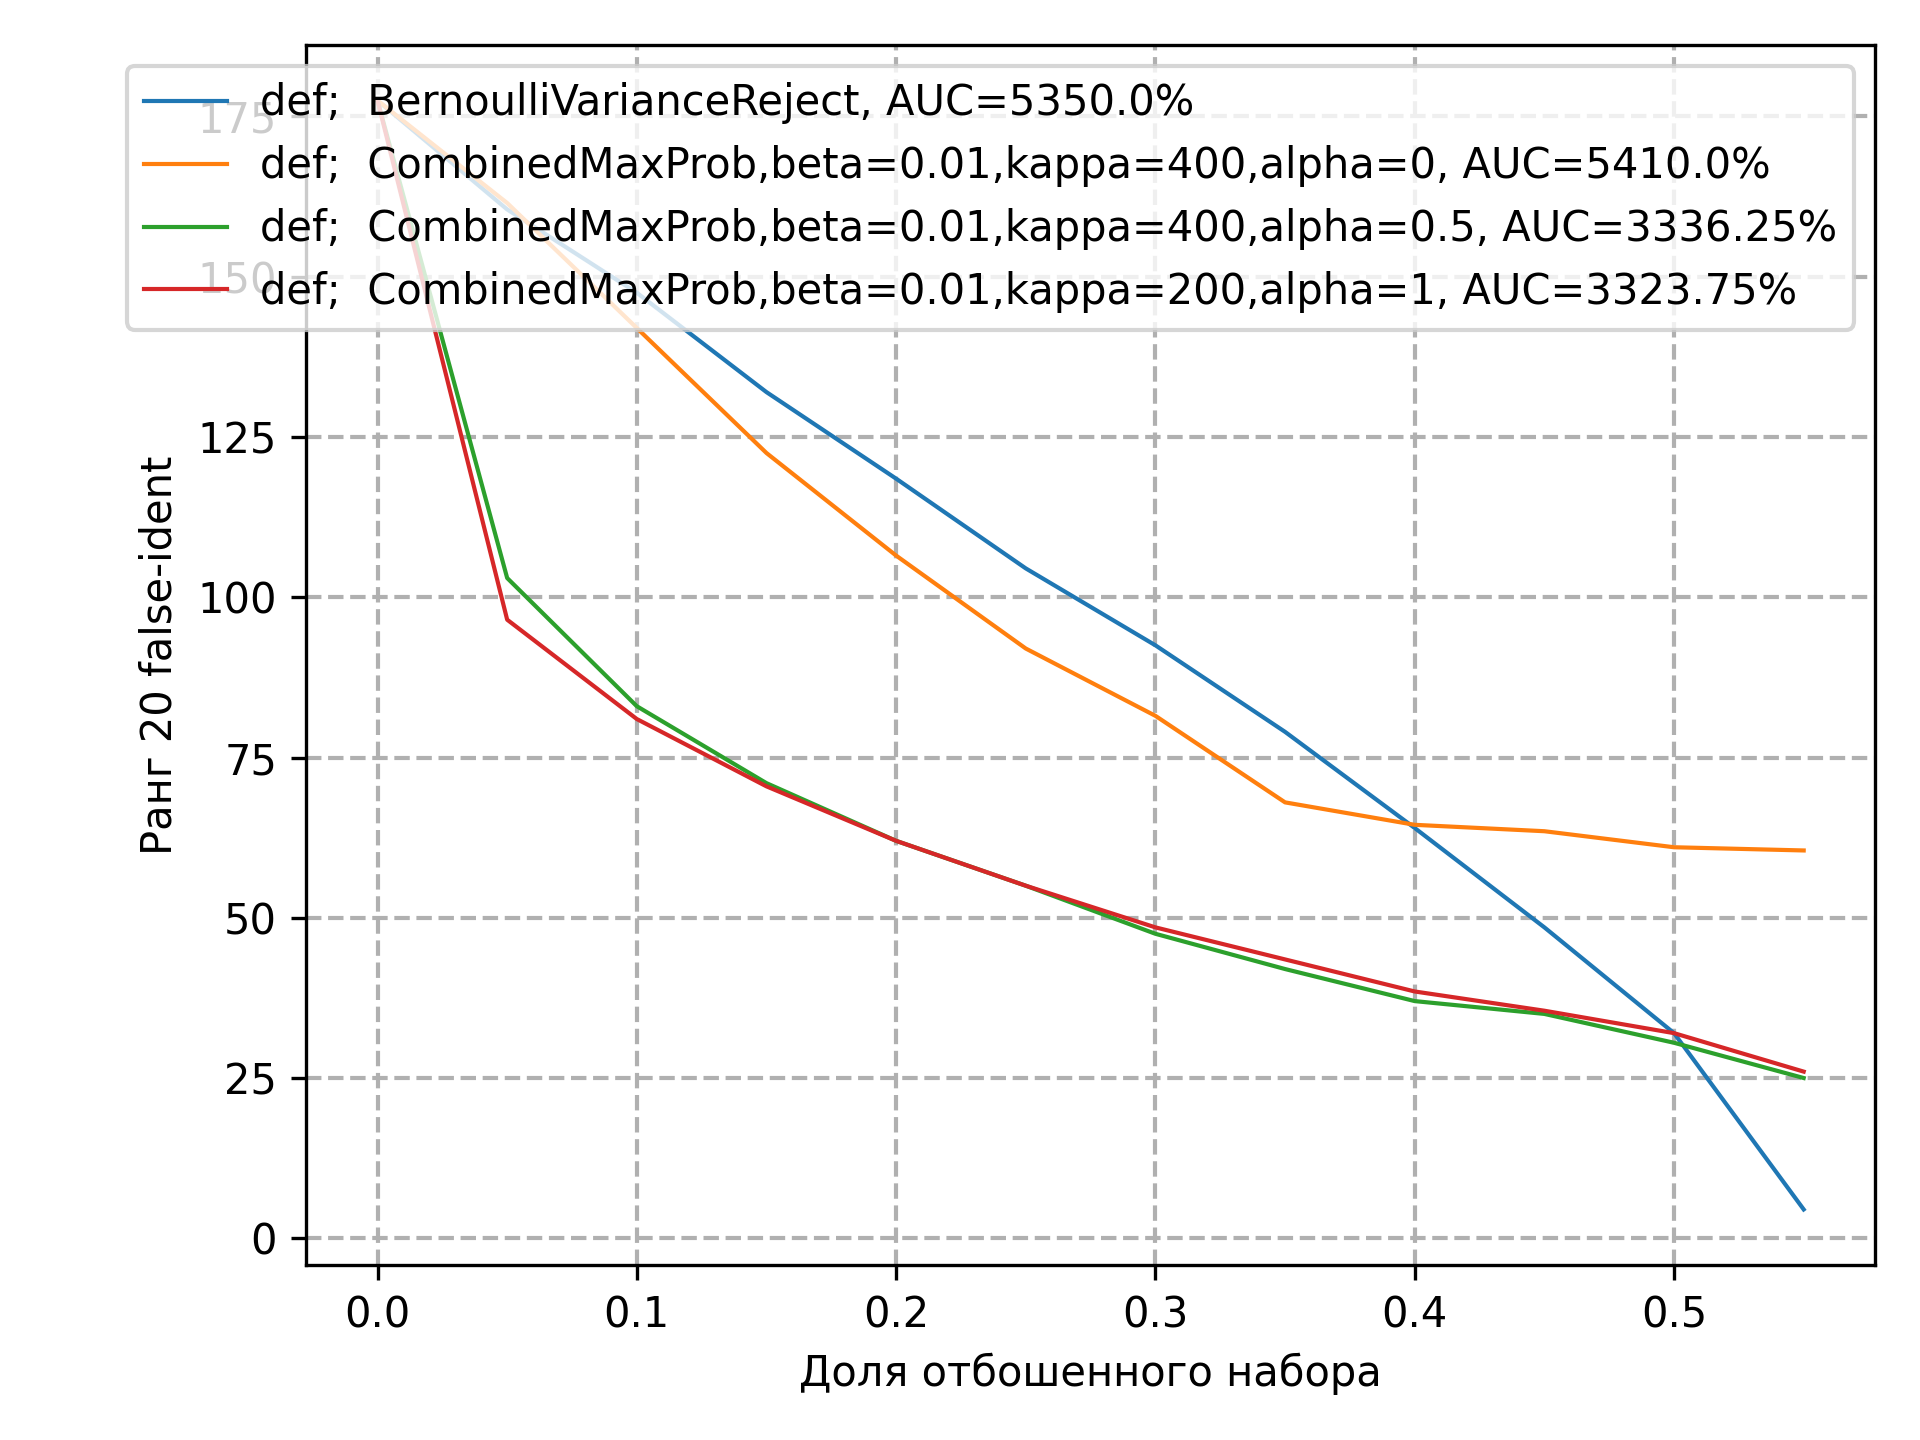 def;  BernoulliVarianceReject, AUC=5350.0%
def;  CombinedMaxProb,beta=0.01,kappa=400,alpha=0, AUC=5410.0%
def;  CombinedMaxProb,beta=0.01,kappa=400,alpha=0.5, AUC=3336.25%
def;  CombinedMaxProb,beta=0.01,kappa=200,alpha=1, AUC=3323.75%
Ранг 20 false-ident
175
150
125
100
75
50
25
0
0.0 0.1 0.2 0.3 0.4 0.5
Доля отбошенного набора